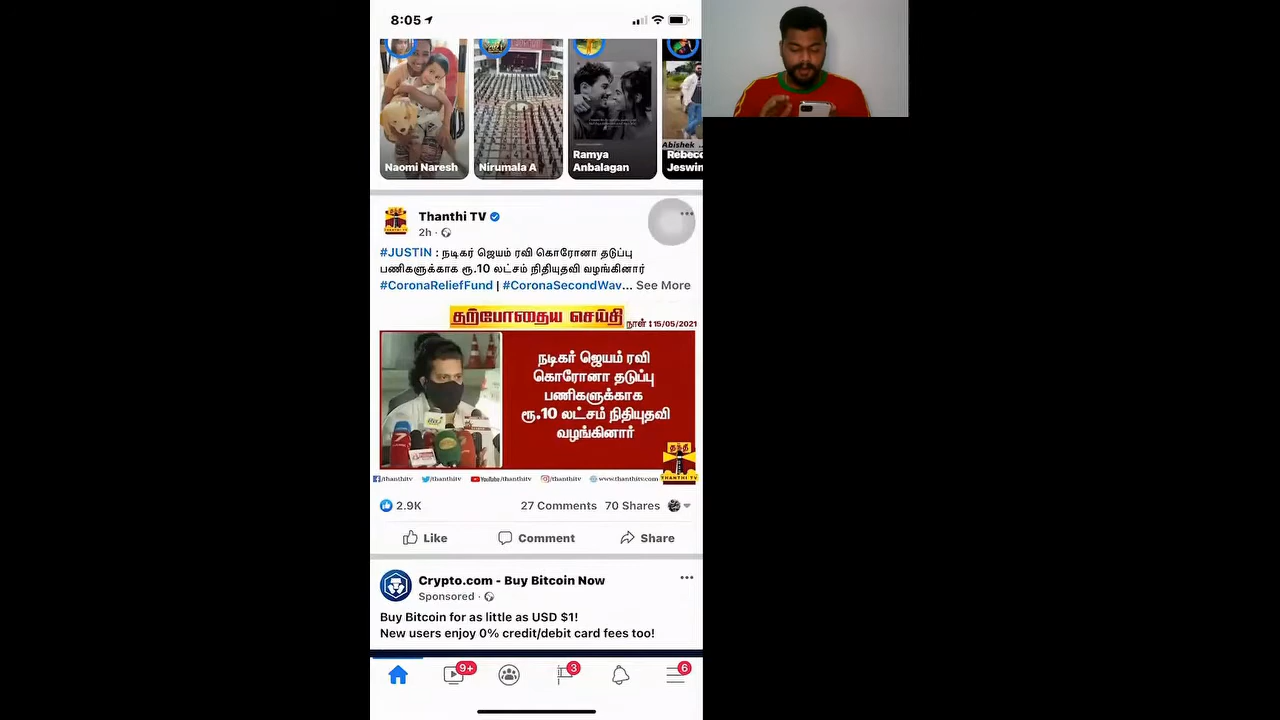 8:05
Naomi Naresh
Nirumala A
Ramya
Anbalagan
Abishek ..
Rebecc
Jeswin
Thanthi TV
2h ·
#JUSTIN : நடிகர் ஜெயம் ரவி கொரோனா தடுப்பு
பணிகளுக்காக ரூ.10 லட்சம் நிதியுதவி வழங்கினார்
#CoronaReliefFund | #CoronaSecondWav... See More
தற்போதைய செய்தி
நாள் : 15/05/2021
நடிகர் ஜெயம் ரவி
கொரோனா தடுப்பு
பணிகளுக்காக
ரூ.10 லட்சம் நிதியுதவி
வழங்கினார்
தந்தி
THANTHI TV
/thanthitv /thanthitv YouTube/thanthitv /thanthitv www.thanthitv.com
2.9K 27 Comments 70 Shares
Like Comment Share
Crypto.com - Buy Bitcoin Now
Sponsored ·
Buy Bitcoin for as little as USD $1!
New users enjoy 0% credit/debit card fees too!
9+ 3 6